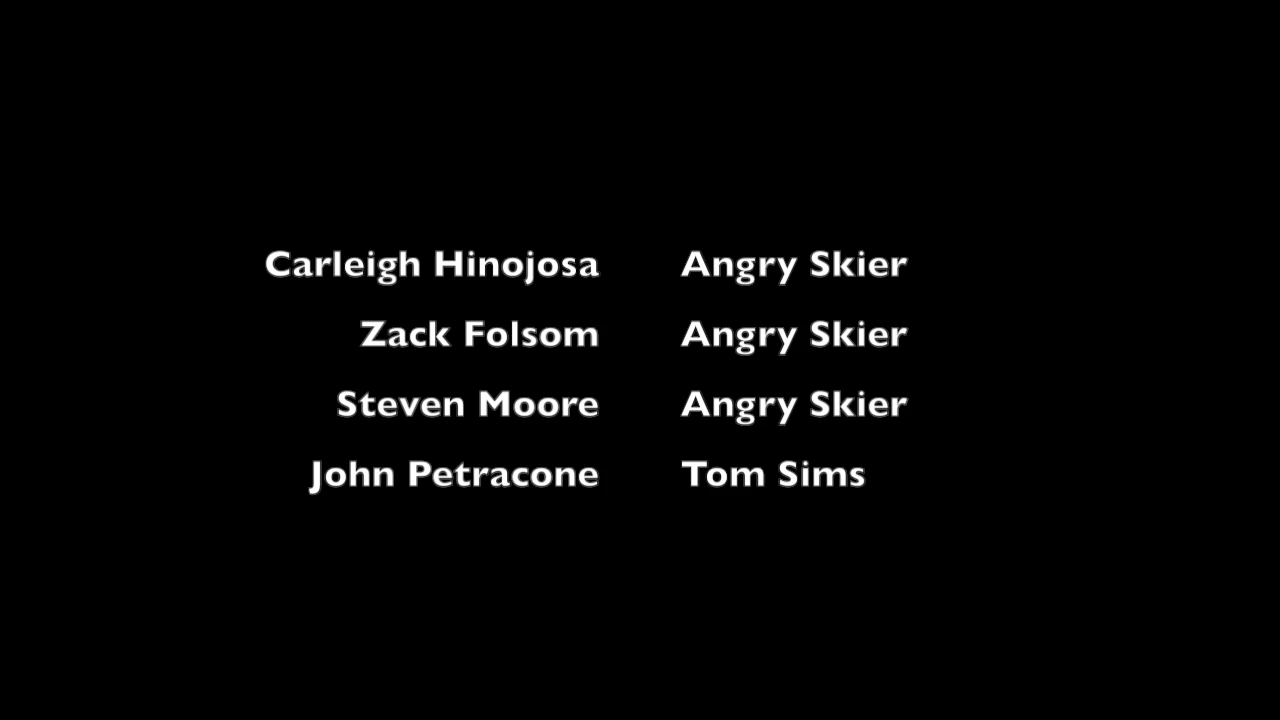 Carleigh Hinojosa Angry Skier
Zack Folsom Angry Skier
Steven Moore Angry Skier
John Petracone Tom Sims